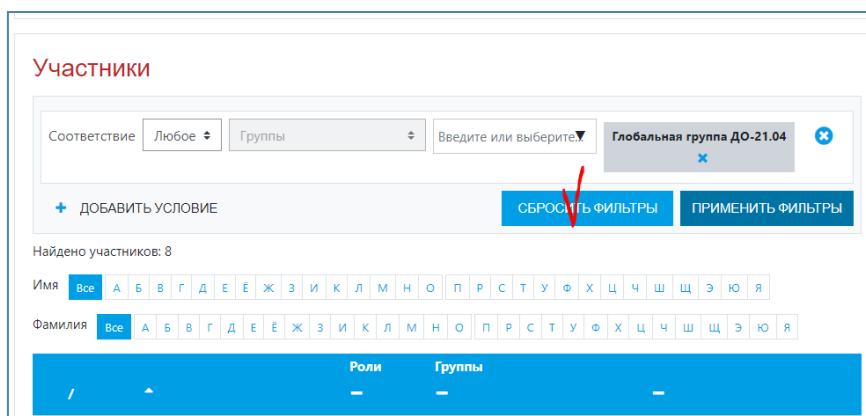 Участники
Соответствие Любое Группы Введите или выберите... Глобальная группа ДО-21.04
ДОБАВИТЬ УСЛОВИЕ СБРОСИТЬ ФИЛЬТРЫ ПРИМЕНИТЬ ФИЛЬТРЫ
Найдено участников: 8
Имя Все А Б В Г Д Е Ё Ж З И К Л М Н О П Р С Т У Ф Х Ц Ч Ш Щ Э Ю Я
Фамилия Все А Б В Г Д Е Ё Ж З И К Л М Н О П Р С Т У Ф Х Ц Ч Ш Щ Э Ю Я
Роли Группы
/